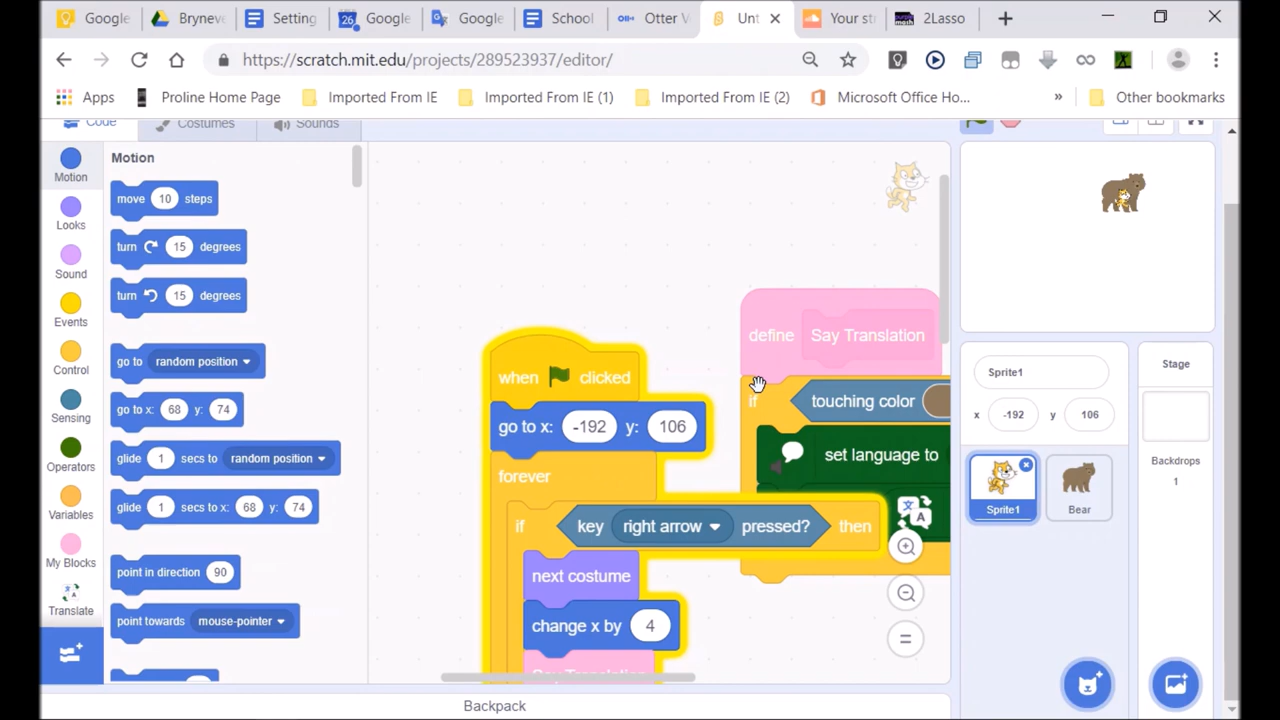 Google
Bryneve
Setting
26
Google
Google
School
Otter V
Unt
Your str
2Lasso
https://scratch.mit.edu/projects/289523937/editor/
Apps
Proline Home Page
Imported From IE
Imported From IE (1)
Imported From IE (2)
Microsoft Office Ho...
»
Other bookmarks
Code
Costumes
Sounds
Motion
Looks
Sound
Events
Control
Sensing
Operators
Variables
My Blocks
Translate
Motion
move 10 steps
turn 15 degrees
turn 15 degrees
go to random position
go to x: 68 y: 74
glide 1 secs to random position
glide 1 secs to x: 68 y: 74
point in direction 90
point towards mouse-pointer
when clicked
go to x: -192 y: 106
forever
if key right arrow pressed? then
next costume
change x by 4
Say Translation
define Say Translation
if touching color
set language to
Sprite1
x -192 y 106
Sprite1
Bear
Stage
Backdrops
1
Backpack